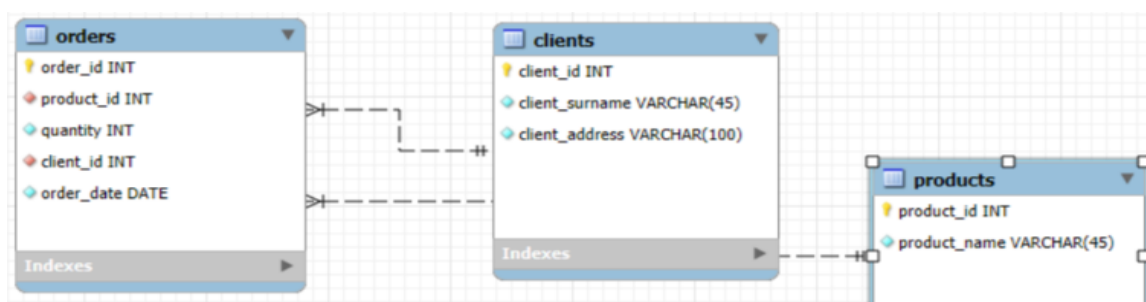 orders
order_id INT
product_id INT
quantity INT
client_id INT
order_date DATE
Indexes
clients
client_id INT
client_surname VARCHAR(45)
client_address VARCHAR(100)
Indexes
products
product_id INT
product_name VARCHAR(45)